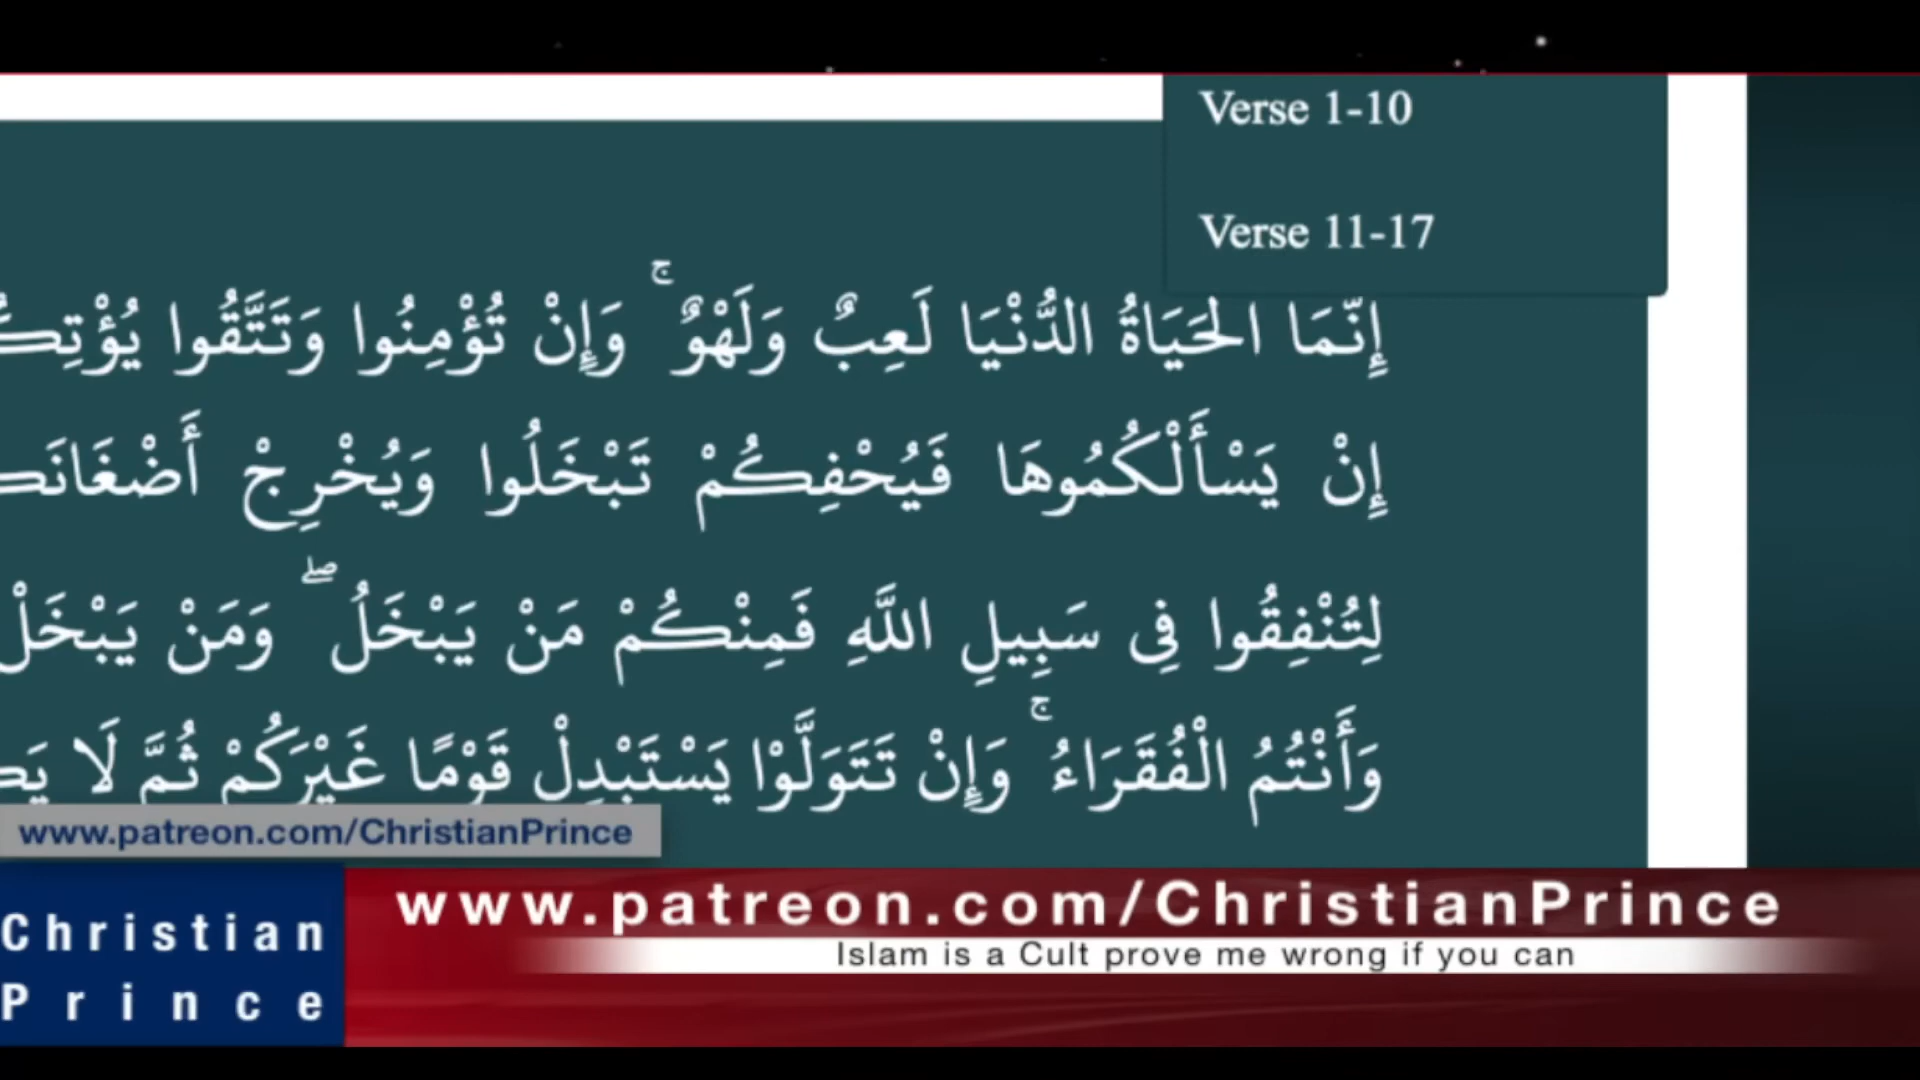 Verse 1-10
Verse 11-17
إِنَّمَا الْحَيَاةُ الدُّنْيَا لَعِبٌ وَلَهْوٌ ۚ وَإِنْ تُؤْمِنُوا وَتَتَّقُوا
إِنْ يَسْأَلْكُمُوهَا فَيُحْفِكُمْ تَبْخَلُوا وَيُخْرِجْ
لِتُنْفِقُوا فِى سَبِيلِ اللَّهِ فَمِنْكُمْ مَنْ يَبْخَلُ ۖ وَمَنْ يَبْخَلْ
وَأَنْتُمُ الْفُقَرَاءُ ۚ وَإِنْ تَتَوَلَّوْا يَسْتَبْدِلْ قَوْمًا غَيْرَكُمْ ثُمَّ لَا
www.patreon.com/ChristianPrince
Christian
Prince
www.patreon.com/ChristianPrince
Islam is a Cult prove me wrong if you can